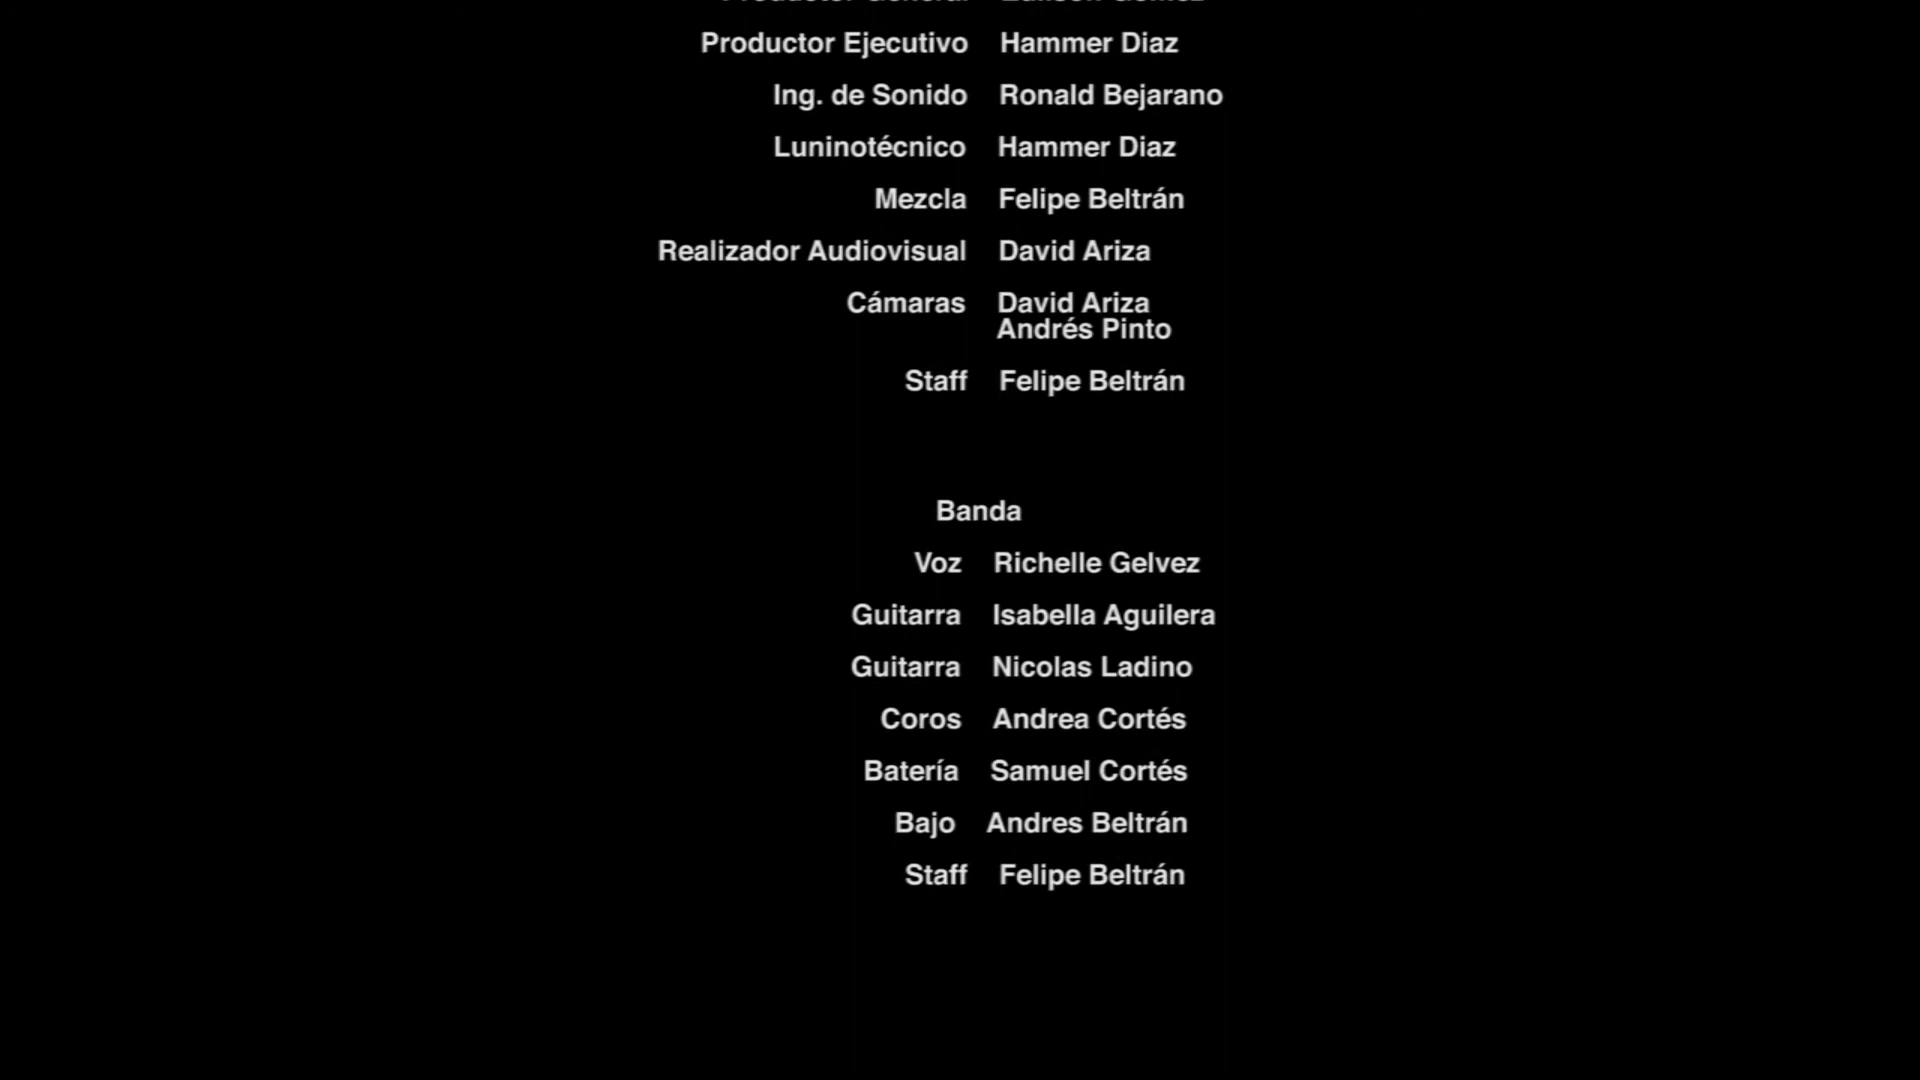 Productor General
Productor Ejecutivo Hammer Diaz
Ing. de Sonido Ronald Bejarano
Luninotécnico Hammer Diaz
Mezcla Felipe Beltrán
Realizador Audiovisual David Ariza
Cámaras David Ariza
Andrés Pinto
Staff Felipe Beltrán
Banda
Voz Richelle Gelvez
Guitarra Isabella Aguilera
Guitarra Nicolas Ladino
Coros Andrea Cortés
Batería Samuel Cortés
Bajo Andres Beltrán
Staff Felipe Beltrán